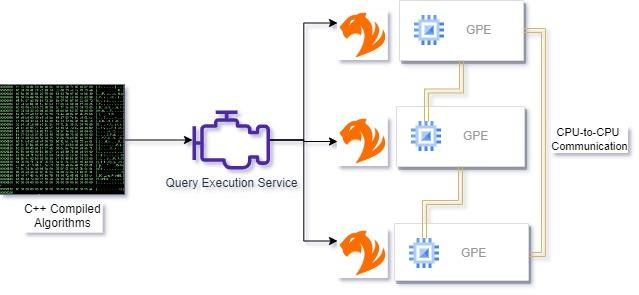 GPE
GPE
CPU-to-CPU
Communication
Query Execution Service
C++ Compiled
Algorithms
GPE